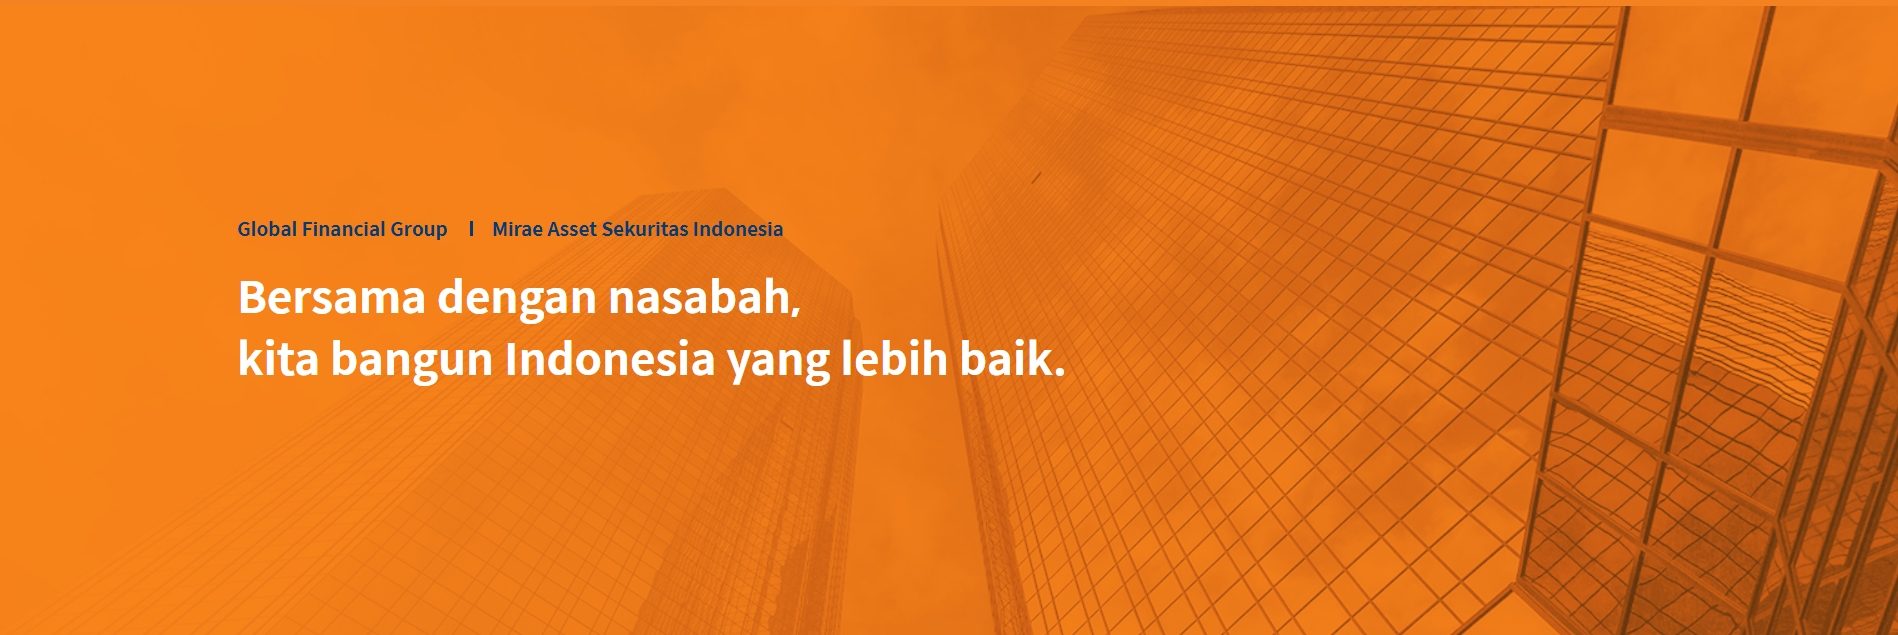 Global Financial Group | Mirae Asset Sekuritas Indonesia
Bersama dengan nasabah,
kita bangun Indonesia yang lebih baik.